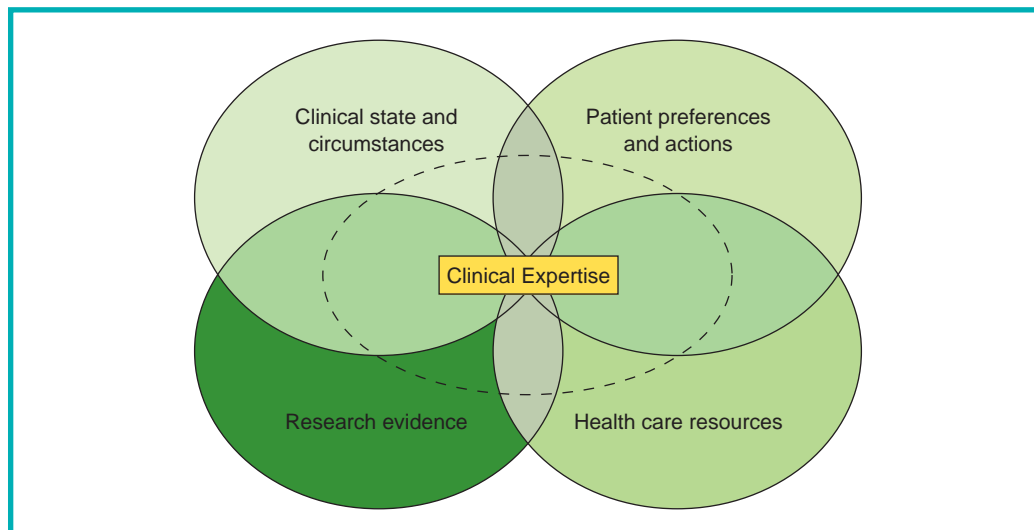 Clinical state and
circumstances
Patient preferences
and actions
Clinical Expertise
Research evidence
Health care resources